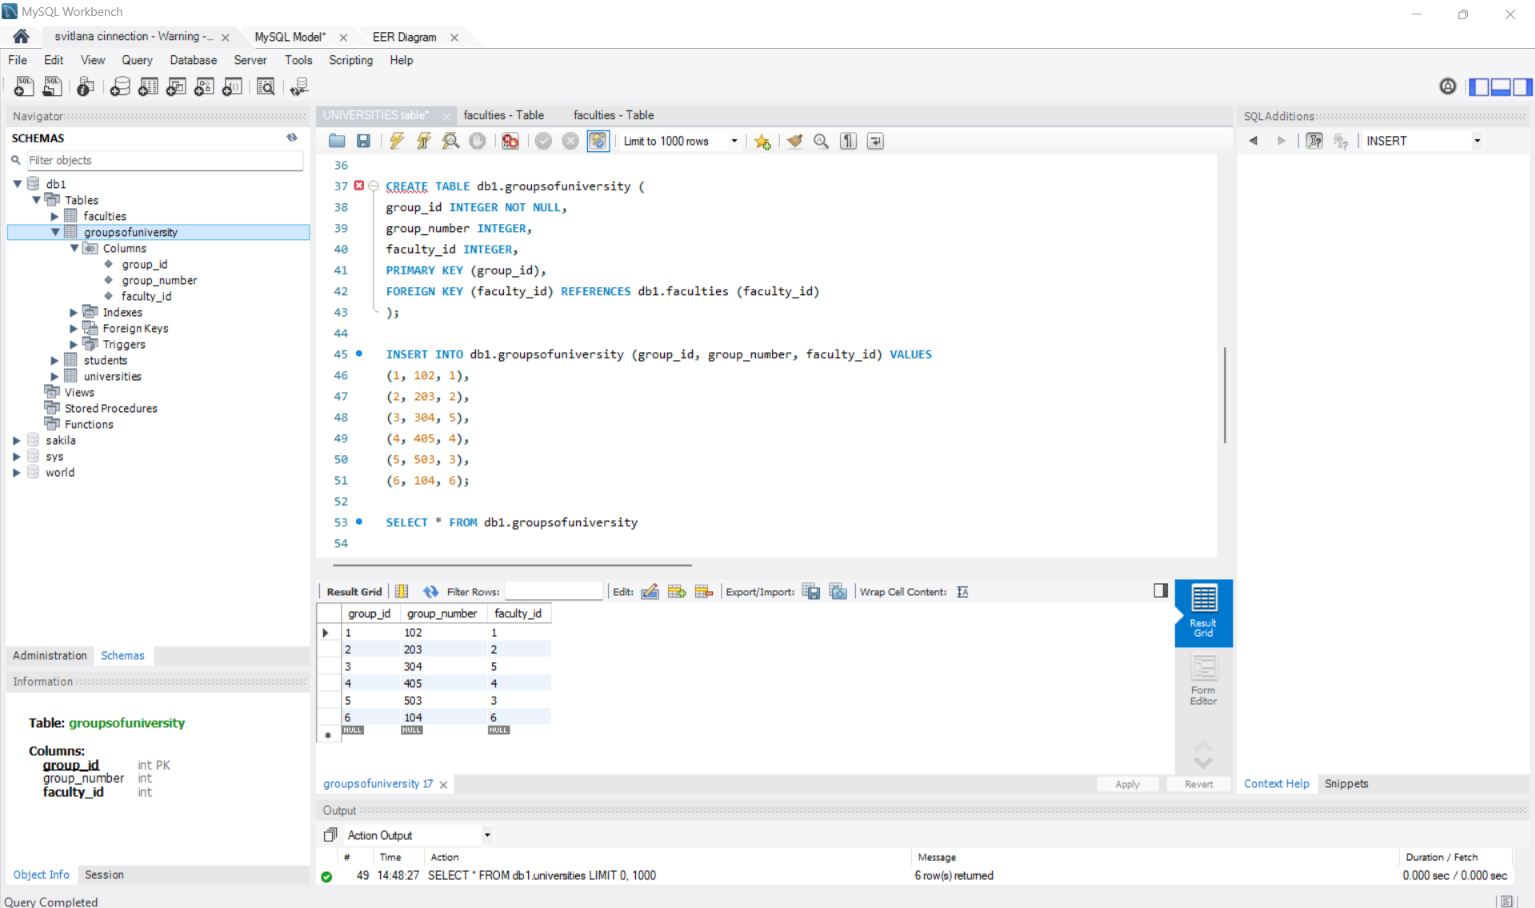 MySQL Workbench
svitlana cinnection - Warning -... x MySQL Model* x EER Diagram x
File Edit View Query Database Server Tools Scripting Help
Navigator
SCHEMAS
Filter objects
db1
Tables
faculties
groupsofuniversity
Columns
group_id
group_number
faculty_id
Indexes
Foreign Keys
Triggers
students
universities
Views
Stored Procedures
Functions
sakila
sys
world
Administration Schemas
Information
Table: groupsofuniversity
Columns:
group_id int PK
group_number int
faculty_id int
Object Info Session
UNIVERSITIES table* x faculties - Table faculties - Table
Limit to 1000 rows
36
37 CREATE TABLE db1.groupsofuniversity (
38 group_id INTEGER NOT NULL,
39 group_number INTEGER,
40 faculty_id INTEGER,
41 PRIMARY KEY (group_id),
42 FOREIGN KEY (faculty_id) REFERENCES db1.faculties (faculty_id)
43 );
44
45 INSERT INTO db1.groupsofuniversity (group_id, group_number, faculty_id) VALUES
46 (1, 102, 1),
47 (2, 203, 2),
48 (3, 304, 5),
49 (4, 405, 4),
50 (5, 503, 3),
51 (6, 104, 6);
52
53 SELECT * FROM db1.groupsofuniversity
54
Result Grid Filter Rows: Edit: Export/Import: Wrap Cell Content:
group_id group_number faculty_id
1 102 1
2 203 2
3 304 5
4 405 4
5 503 3
6 104 6
NULL NULL NULL
Result
Grid
Form
Editor
groupsofuniversity 17 x Apply Revert
SQLAdditions
INSERT
Context Help Snippets
Output
Action Output
# Time Action Message Duration / Fetch
49 14:48:27 SELECT * FROM db1.universities LIMIT 0, 1000 6 row(s) returned 0.000 sec / 0.000 sec
Query Completed